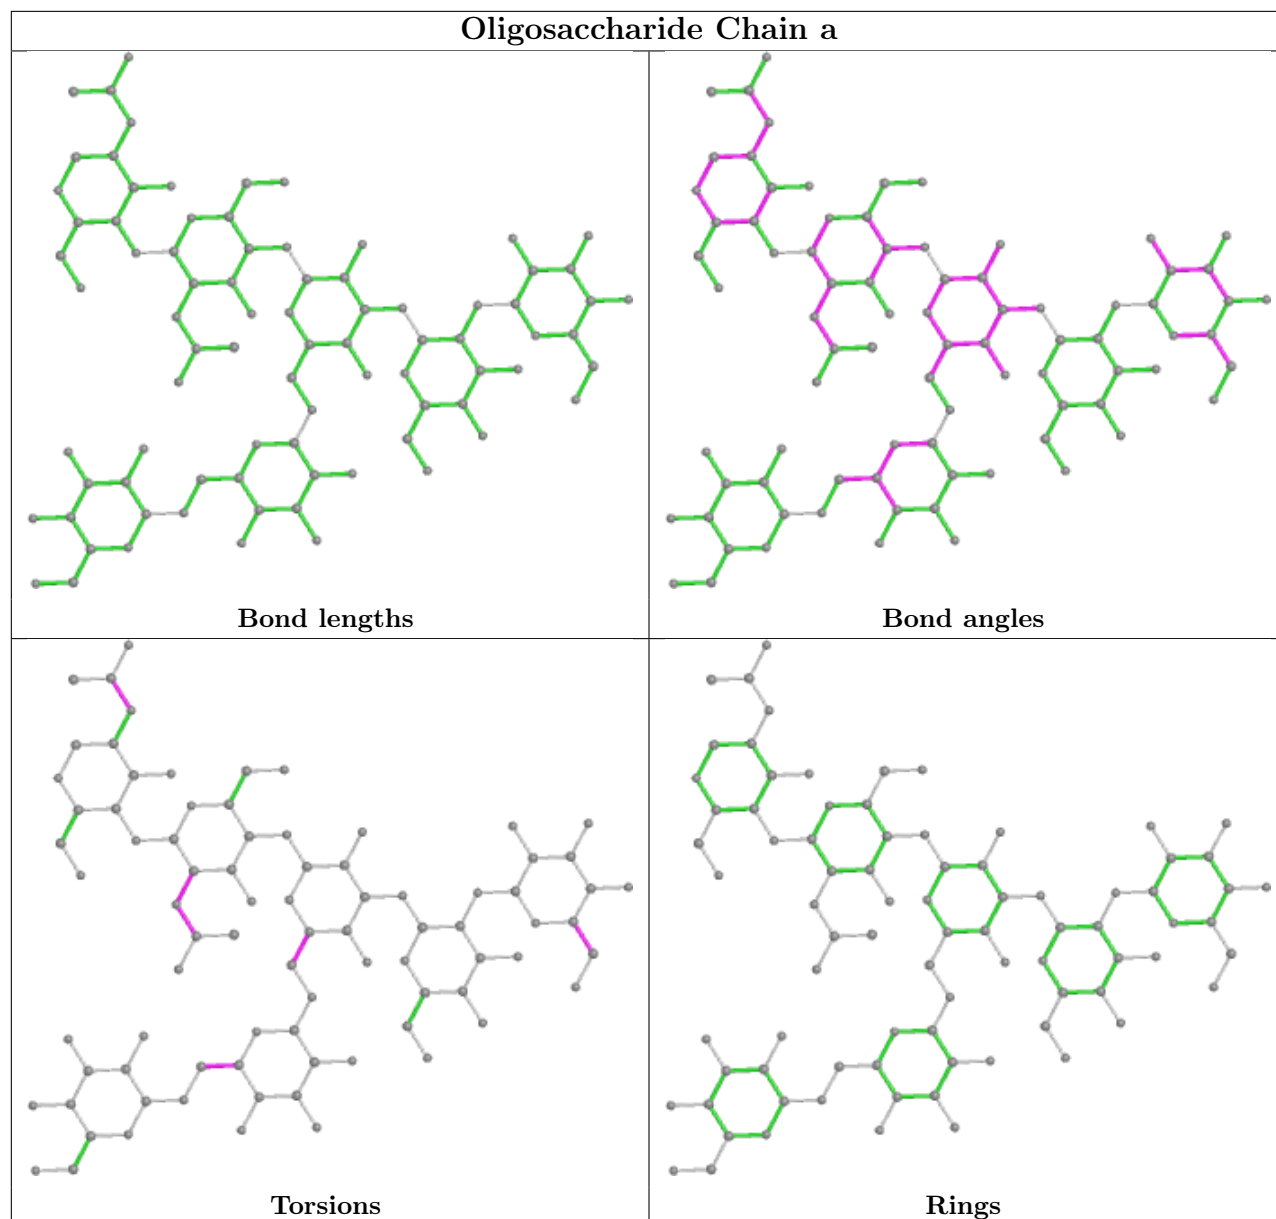 Oligosaccharide Chain a
Bond lengths
Bond angles
Torsions
Rings